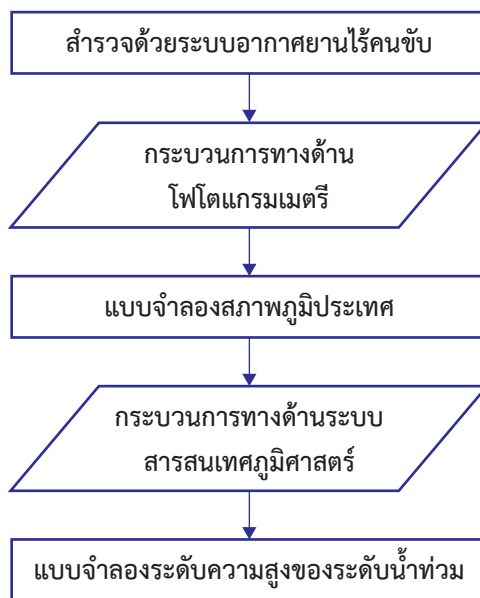 สำรวจด้วยระบบอากาศยานไร้คนขับ
กระบวนการทางด้าน
โฟโตแกรมเมตรี
แบบจำลองสภาพภูมิประเทศ
กระบวนการทางด้านระบบ
สารสนเทศภูมิศาสตร์
แบบจำลองระดับความสูงของระดับน้ำท่วม